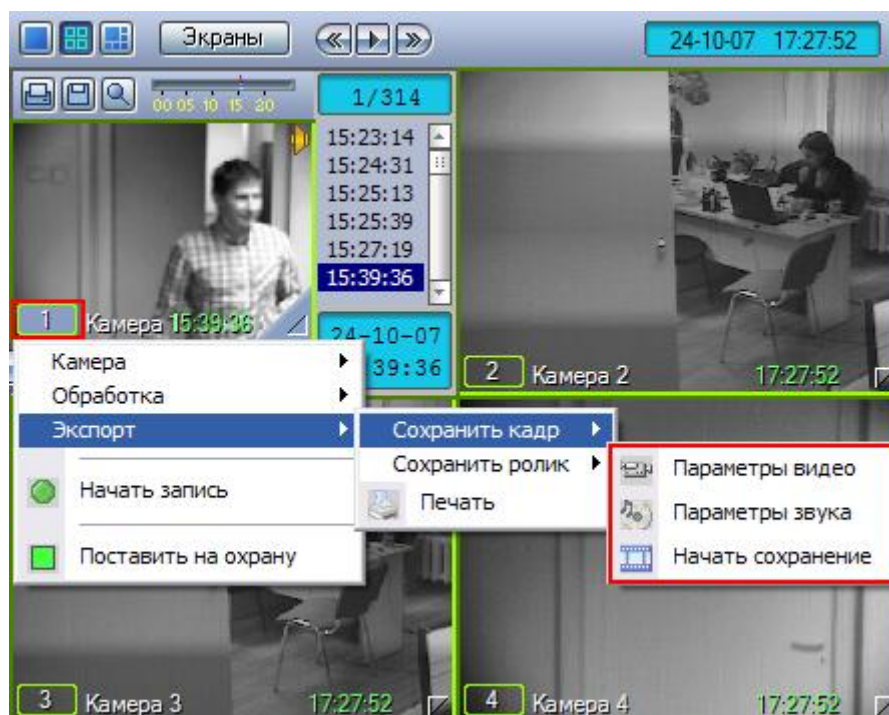 Экраны
24-10-07 17:27:52
00 05 10 15 20
1/314
15:23:14
15:24:31
15:25:13
15:25:39
15:27:19
15:39:36
1 Камера 15:39:36
24-10-07
39:36
2 Камера 2 17:27:52
Камера
Обработка
Экспорт
Начать запись
Поставить на охрану
Сохранить кадр
Сохранить ролик
Печать
Параметры видео
Параметры звука
Начать сохранение
3 Камера 3 17:27:52
4 Камера 4 17:27:52